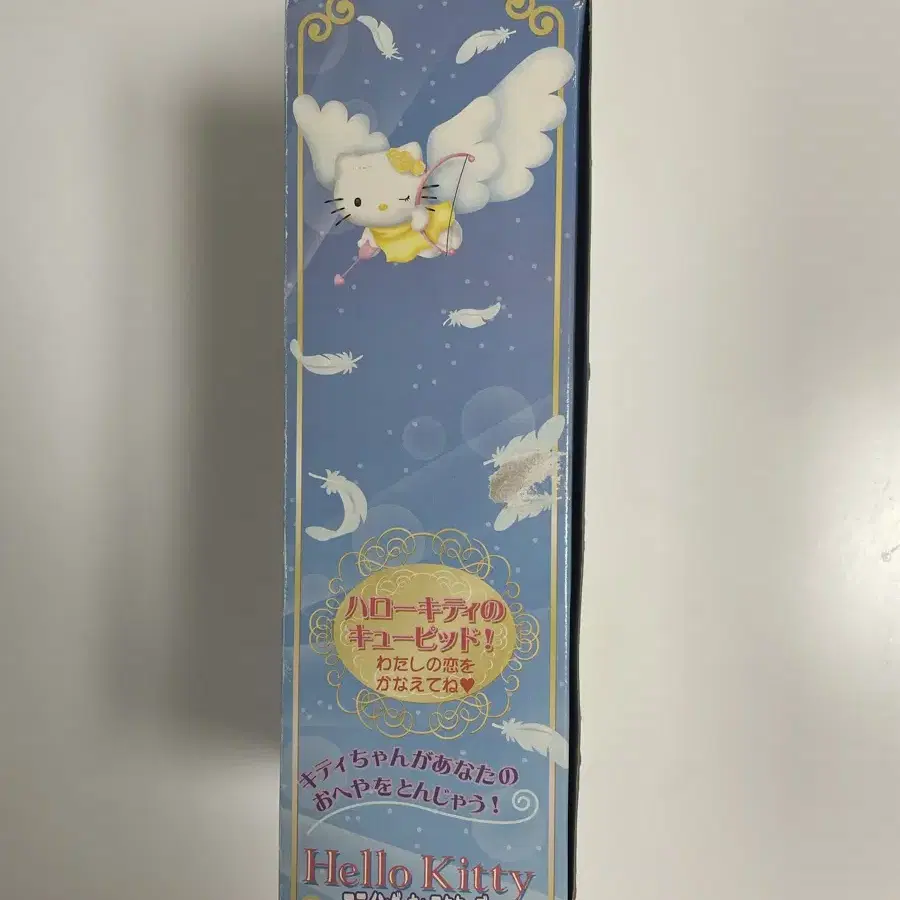 ハローキティの
キューピッド!
わたしの恋を
かなえてね♥
キティちゃんがあなたの
おへやをとんじゃう!
Hello Kitty